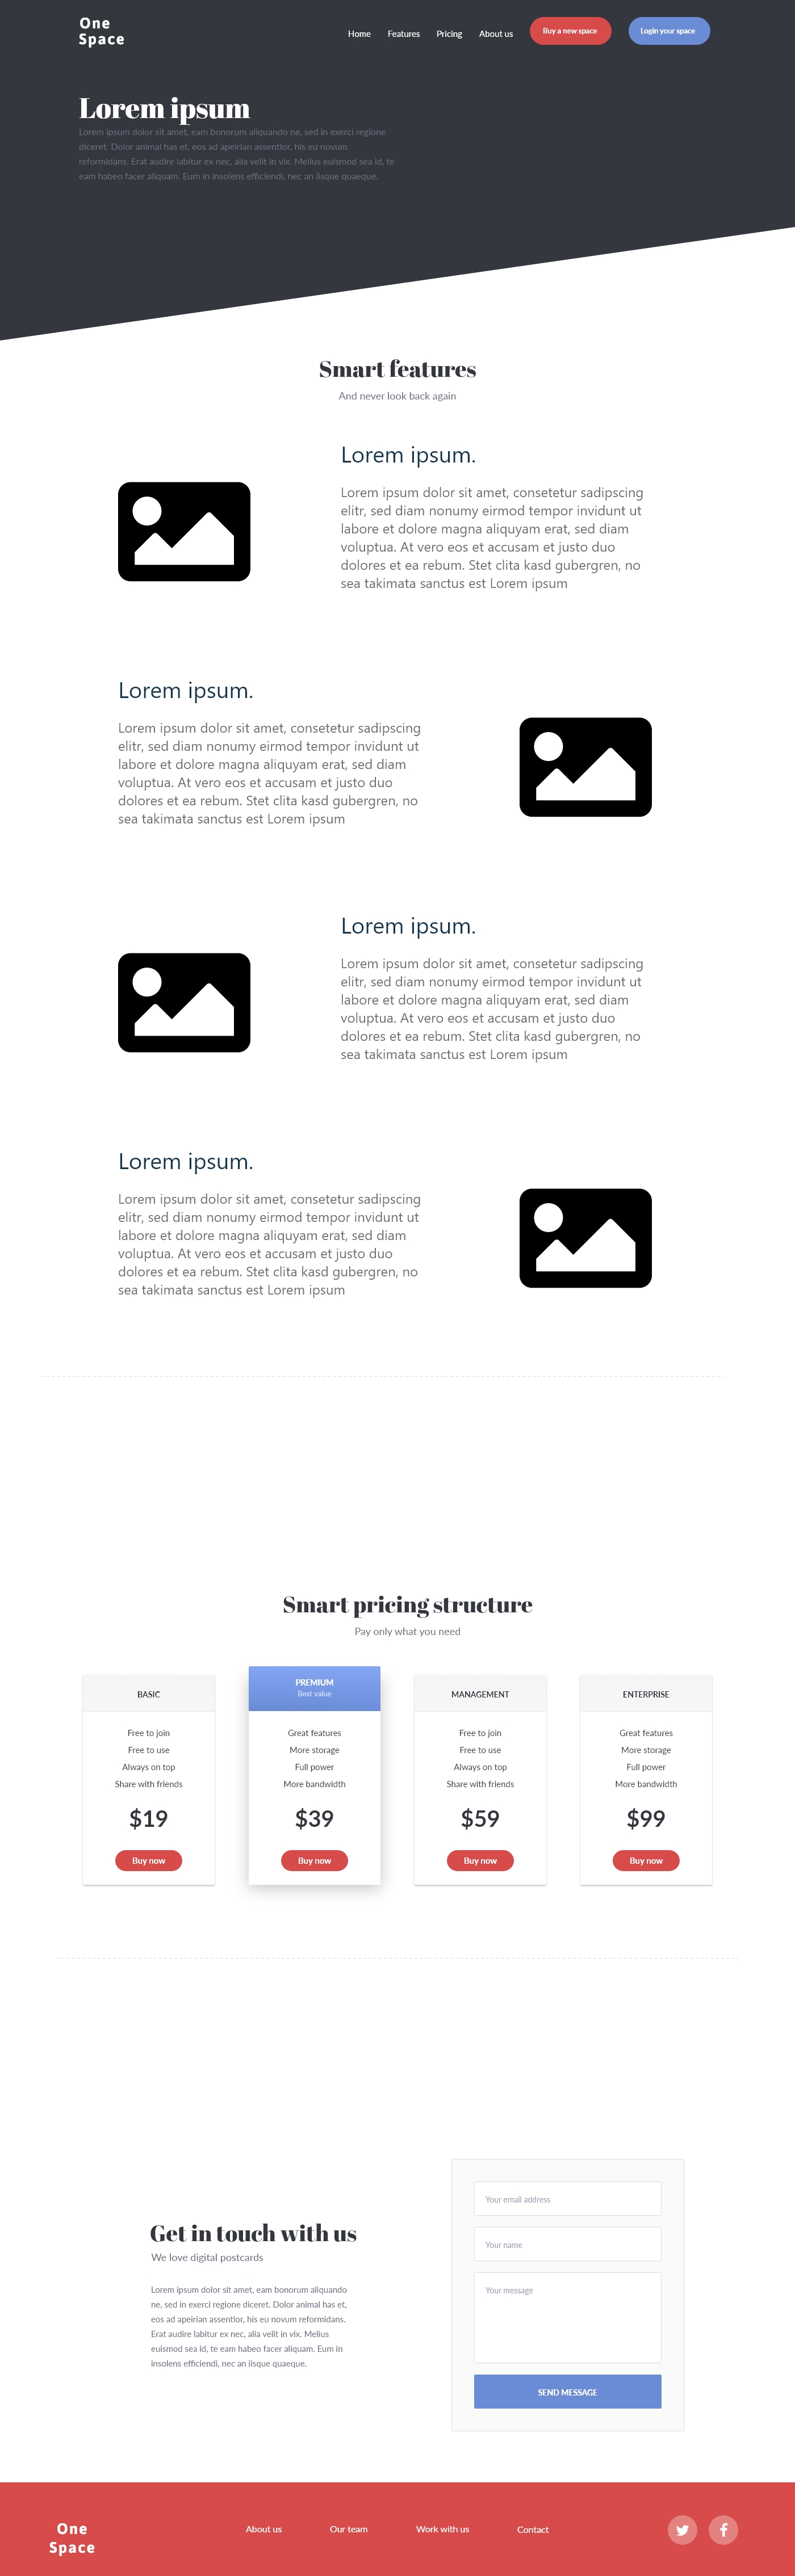 One
Space
Home Features Pricing About us Buy a new space Login your space
Lorem ipsum
Lorem ipsum dolor sit amet, eam bonorum aliquando ne, sed in exerci regione
diceret. Dolor animal has et, eos ad apeirian assentior, his eu novum
reformidans. Erat audire labitur ex nec, alia velit in vix. Melius euismod sea id, te
eam habeo facer aliquam. Eum in insolens efficiendi, nec an iisque quaeque.
Smart features
And never look back again
Lorem ipsum.
Lorem ipsum dolor sit amet, consetetur sadipscing
elitr, sed diam nonumy eirmod tempor invidunt ut
labore et dolore magna aliquyam erat, sed diam
voluptua. At vero eos et accusam et justo duo
dolores et ea rebum. Stet clita kasd gubergren, no
sea takimata sanctus est Lorem ipsum
Lorem ipsum.
Lorem ipsum dolor sit amet, consetetur sadipscing
elitr, sed diam nonumy eirmod tempor invidunt ut
labore et dolore magna aliquyam erat, sed diam
voluptua. At vero eos et accusam et justo duo
dolores et ea rebum. Stet clita kasd gubergren, no
sea takimata sanctus est Lorem ipsum
Lorem ipsum.
Lorem ipsum dolor sit amet, consetetur sadipscing
elitr, sed diam nonumy eirmod tempor invidunt ut
labore et dolore magna aliquyam erat, sed diam
voluptua. At vero eos et accusam et justo duo
dolores et ea rebum. Stet clita kasd gubergren, no
sea takimata sanctus est Lorem ipsum
Lorem ipsum.
Lorem ipsum dolor sit amet, consetetur sadipscing
elitr, sed diam nonumy eirmod tempor invidunt ut
labore et dolore magna aliquyam erat, sed diam
voluptua. At vero eos et accusam et justo duo
dolores et ea rebum. Stet clita kasd gubergren, no
sea takimata sanctus est Lorem ipsum
Smart pricing structure
Pay only what you need
BASIC
Free to join
Free to use
Always on top
Share with friends
$19
Buy now
PREMIUM
Best value
Great features
More storage
Full power
More bandwidth
$39
Buy now
MANAGEMENT
Free to join
Free to use
Always on top
Share with friends
$59
Buy now
ENTERPRISE
Great features
More storage
Full power
More bandwidth
$99
Buy now
Get in touch with us
We love digital postcards
Lorem ipsum dolor sit amet, eam bonorum aliquando
ne, sed in exerci regione diceret. Dolor animal has et,
eos ad apeirian assentior, his eu novum reformidans.
Erat audire labitur ex nec, alia velit in vix. Melius
euismod sea id, te eam habeo facer aliquam. Eum in
insolens efficiendi, nec an iisque quaeque.
Your email address
Your name
Your message
SEND MESSAGE
One
Space
About us Our team Work with us Contact